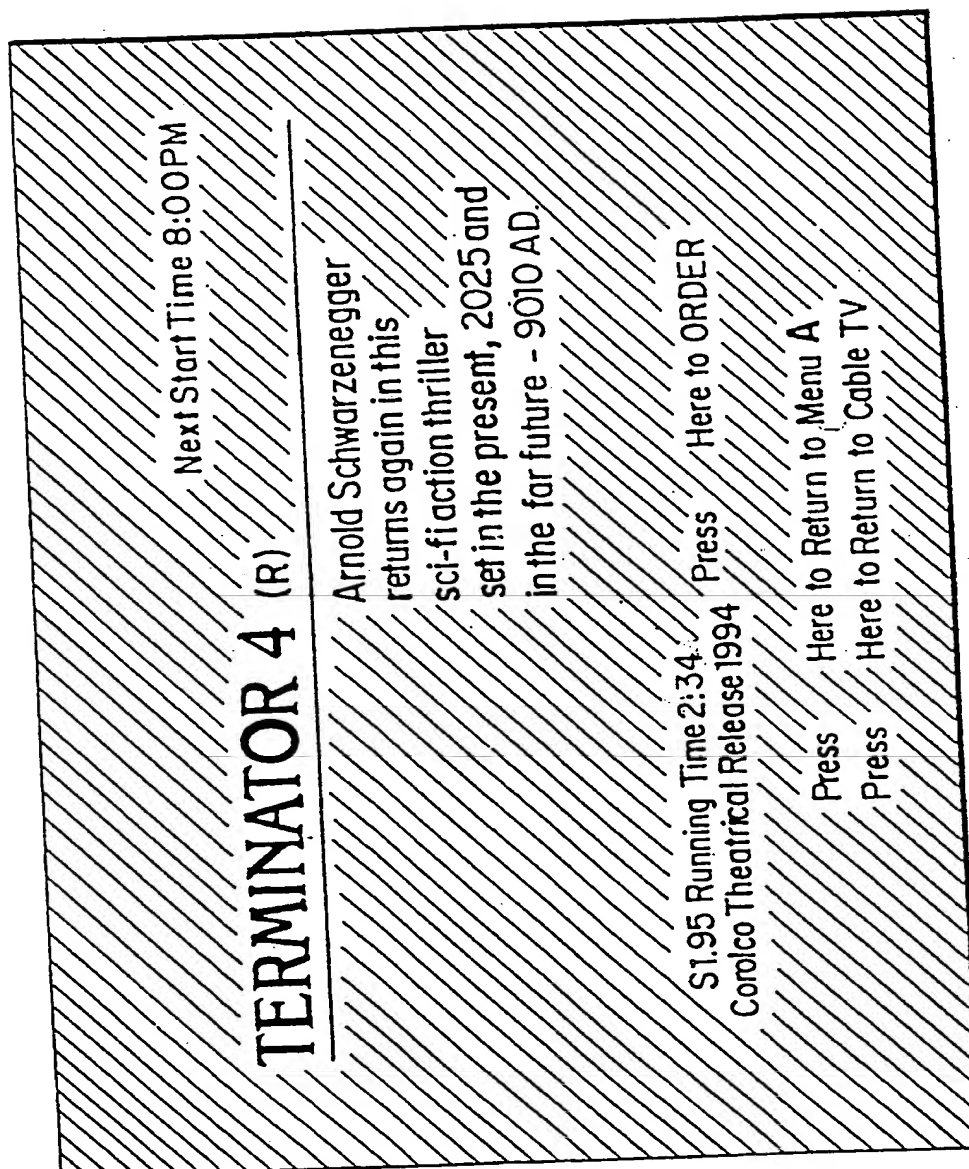 Next Start Time 8:00PM
TERMINATOR 4 (R)
Arnold Schwarzenegger
returns again in this
sci-fi action thriller
set in the present, 2025 and
in the far future - 9010 AD.
S1.95 Running Time 2:34 Press Here to ORDER
Corolco Theatrical Release 1994
Press Here to Return to Menu A
Press Here to Return to Cable TV